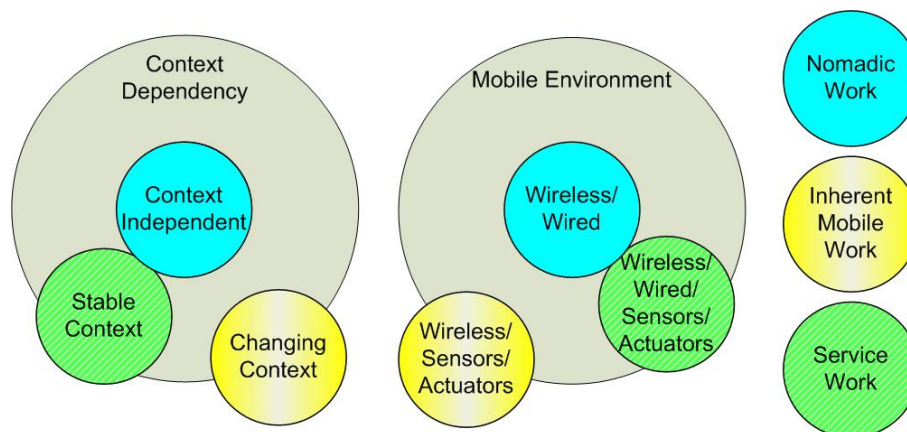 Context
Dependency
Context
Independent
Stable
Context
Changing
Context
Mobile Environment
Wireless/
Wired
Wireless/
Wired/
Sensors/
Actuators
Wireless/
Sensors/
Actuators
Nomadic
Work
Inherent
Mobile
Work
Service
Work